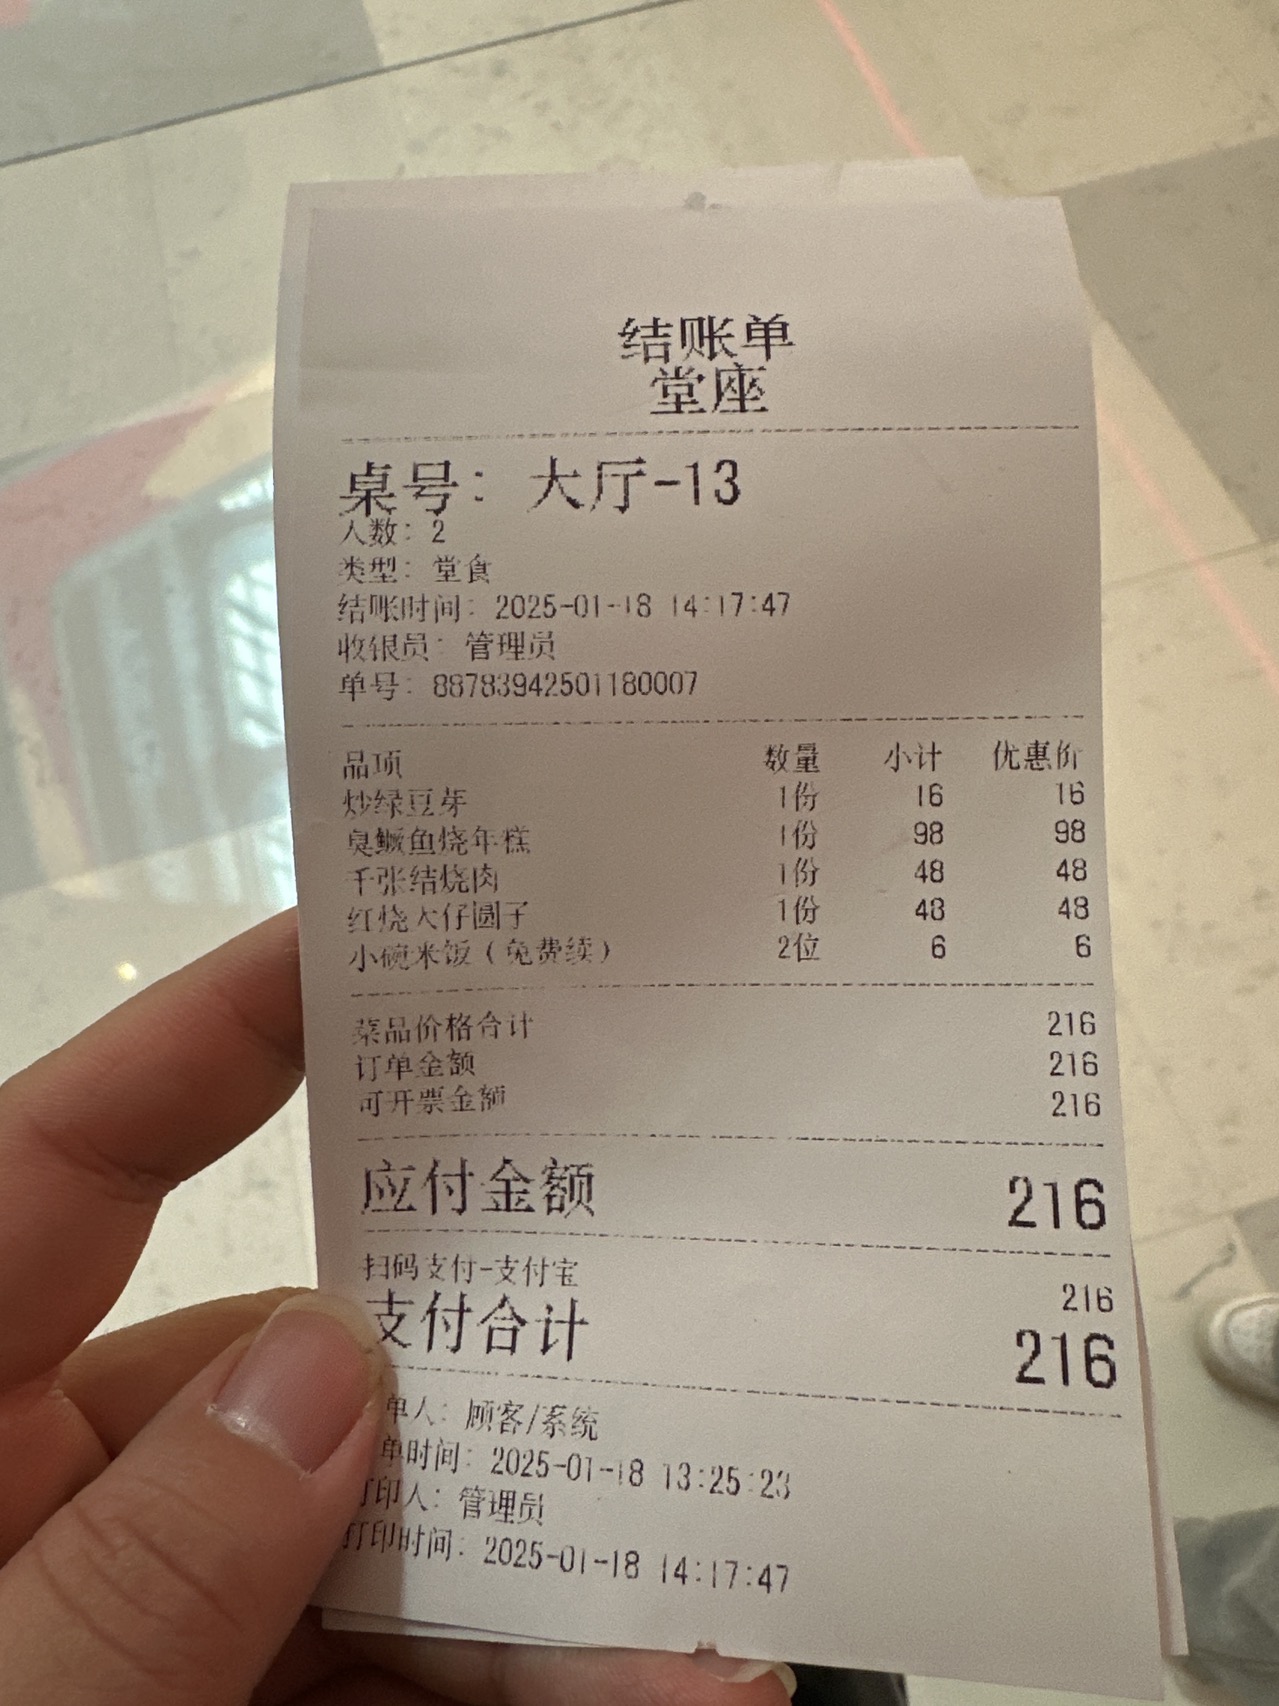 结账单
堂座
桌号： 大厅-13
人数： 2
类型： 堂食
结账时间： 2025-01-18 14:17:47
收银员： 管理员
单号： 88783942501180007
品项 数量 小计 优惠价
炒绿豆芽 1份 16 16
臭鳜鱼烧年糕 1份 98 98
千张结烧肉 1份 48 48
红烧大仔圆子 1份 48 48
小碗米饭（免费续） 2位 6 6
菜品价格合计 216
订单金额 216
可开票金额 216
应付金额 216
扫码支付-支付宝 216
支付合计 216
单人： 顾客/系统
单时间： 2025-01-18 13:25:23
打印人： 管理员
打印时间： 2025-01-18 14:17:47